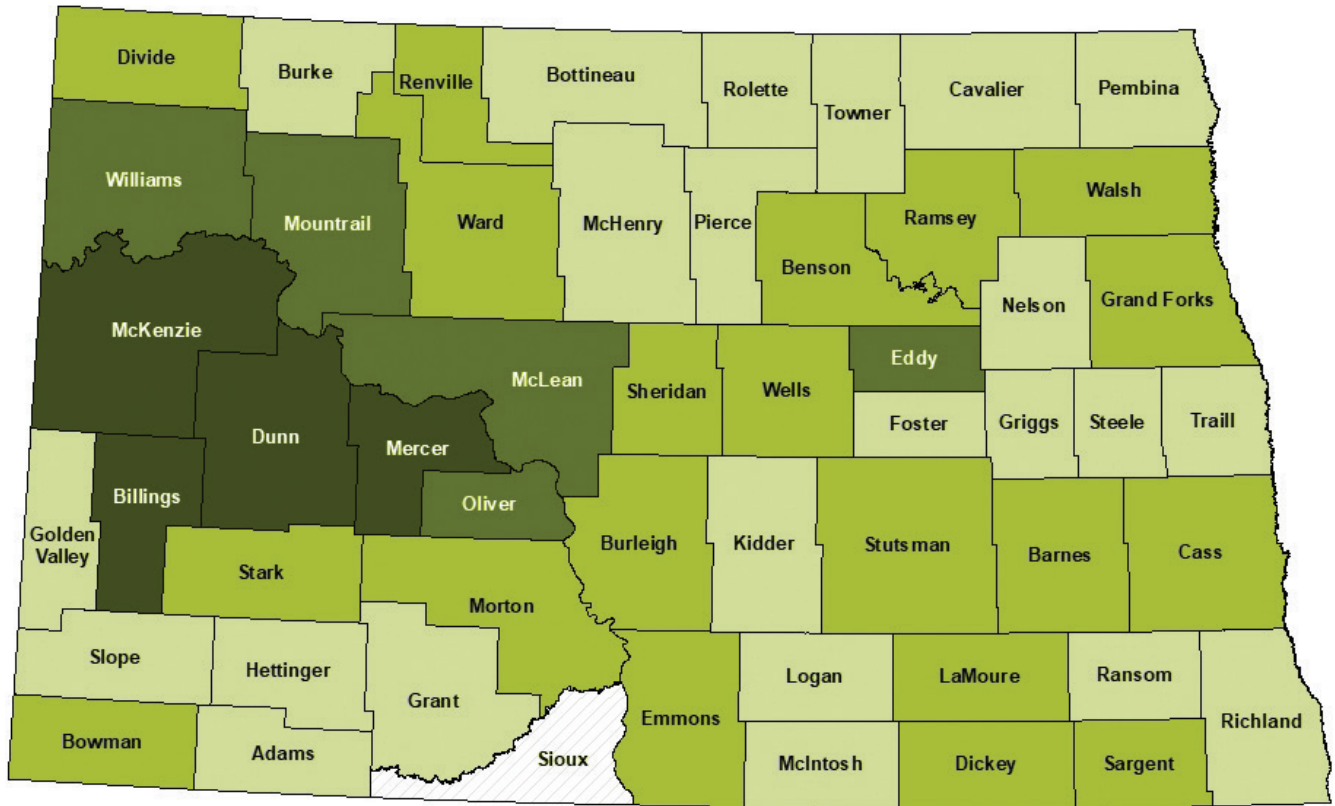 Divide
Burke
Renville
Bottineau
Rolette
Towner
Cavalier
Pembina
Williams
Mountrail
Ward
McHenry
Pierce
Benson
Ramsey
Walsh
Nelson
Grand Forks
McKenzie
McLean
Sheridan
Wells
Eddy
Foster
Griggs
Steele
Traill
Dunn
Mercer
Billings
Oliver
Golden
Valley
Stark
Morton
Burleigh
Kidder
Stutsman
Barnes
Cass
Slope
Hettinger
Grant
Logan
LaMoure
Ransom
Richland
Bowman
Adams
Sioux
Emmons
McIntosh
Dickey
Sargent